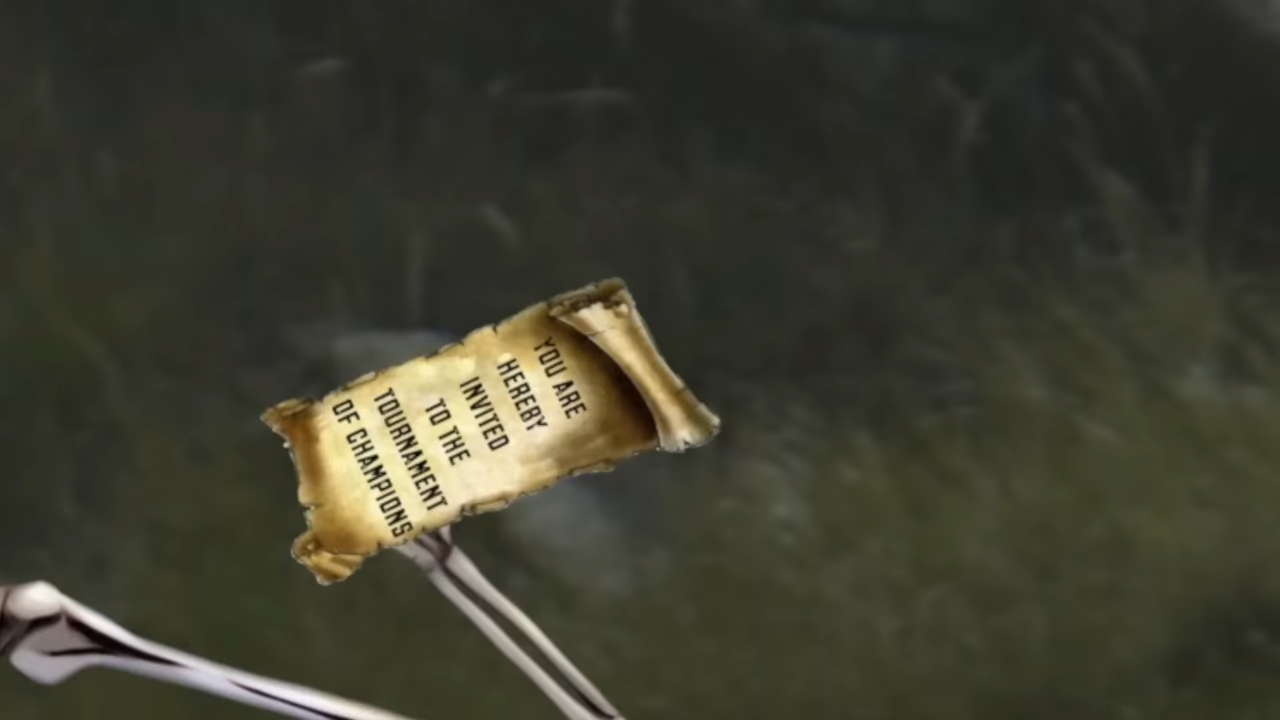 YOU ARE
HEREBY
INVITED
TO THE
TOURNAMENT
OF CHAMPIONS